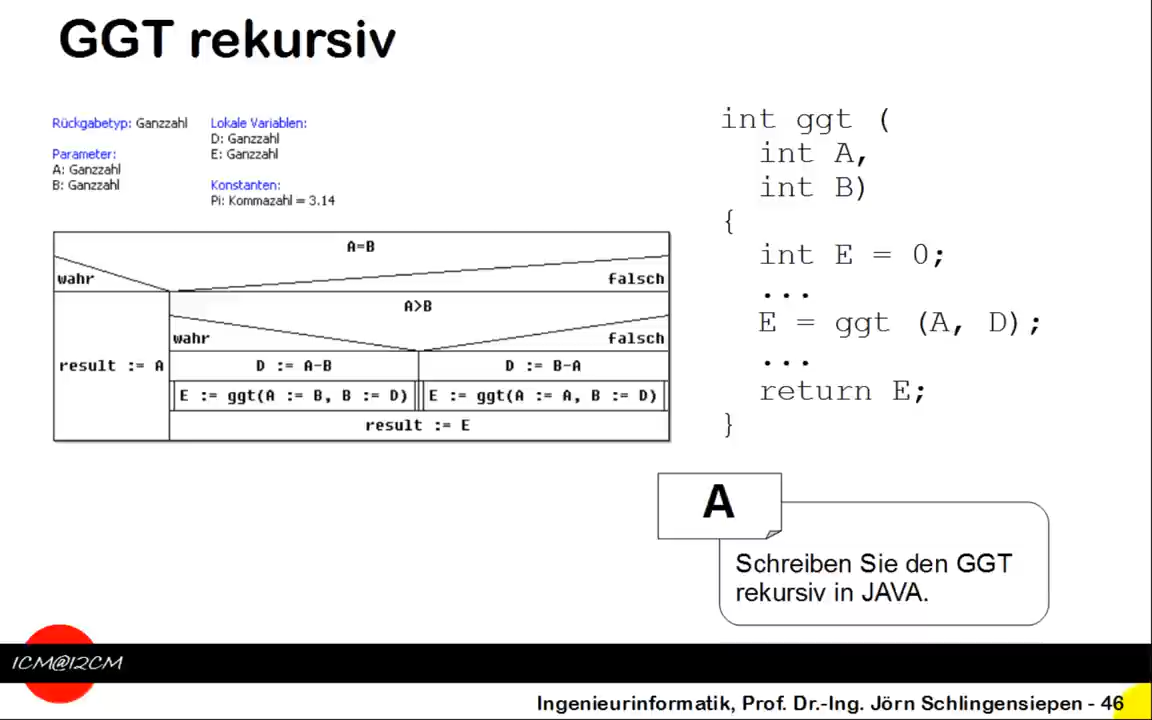 GGT rekursiv
Rückgabetyp: Ganzzahl
Parameter:
A: Ganzzahl
B: Ganzzahl
Lokale Variablen:
D: Ganzzahl
E: Ganzzahl
Konstanten:
Pi: Kommazahl = 3.14
A=B
wahr
falsch
A>B
wahr
falsch
result := A
D := A-B
D := B-A
E := ggt(A := B, B := D)
E := ggt(A := A, B := D)
result := E
int ggt (
int A,
int B)
{
int E = 0;
...
E = ggt (A, D);
...
return E;
}
A
Schreiben Sie den GGT
rekursiv in JAVA.
1CM@12CM
Ingenieurinformatik, Prof. Dr.-Ing. Jörn Schlingensiepen - 46